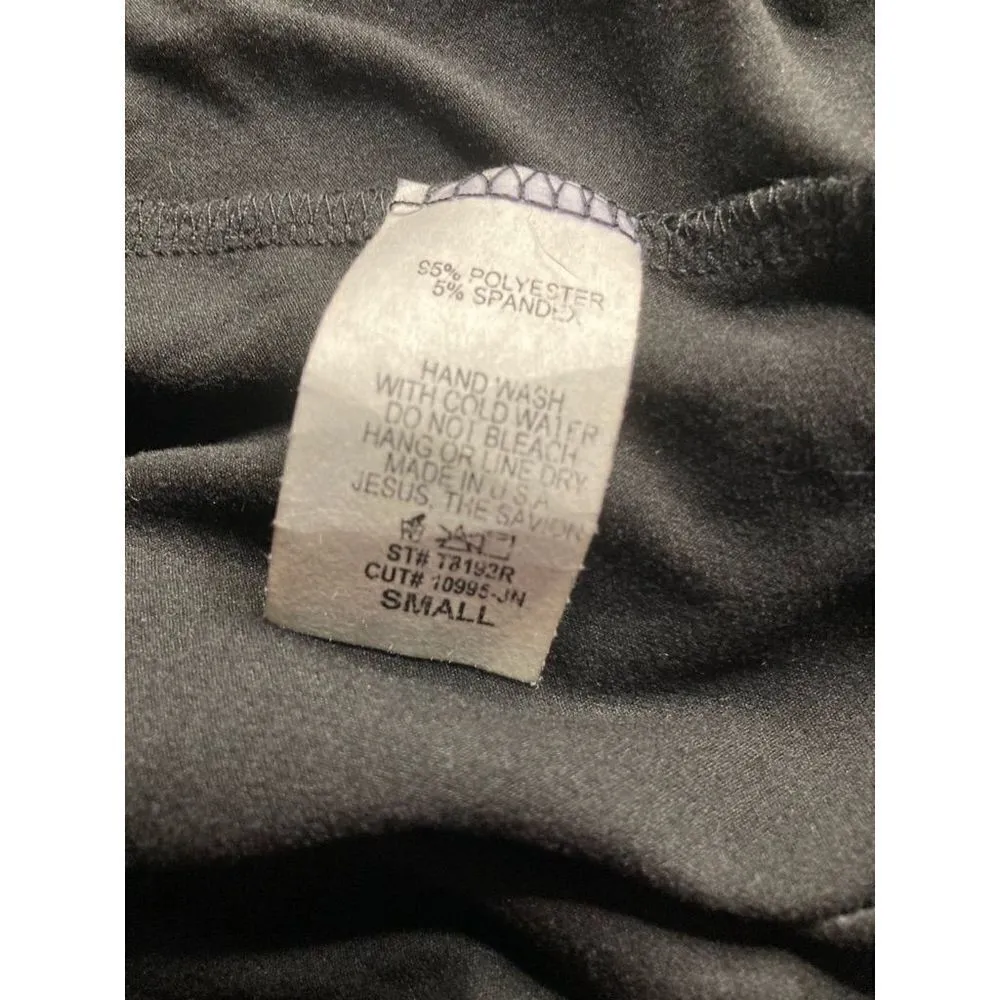 95% POLYESTER
5% SPANDEX
HAND WASH
WITH COLD WATER
DO NOT BLEACH
HANG OR LINE DRY
MADE IN U.S.A
JESUS, THE SAVIOR
ST# T8192R
CUT# 10995-JN
SMALL